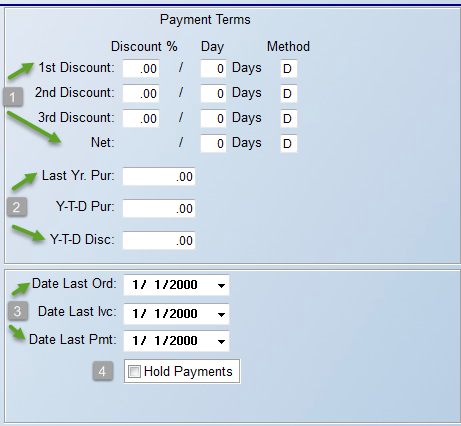 Payment Terms
Discount % Day Method
1st Discount: .00 / 0 Days D
1 2nd Discount: .00 / 0 Days D
3rd Discount: .00 / 0 Days D
Net: / 0 Days D
Last Yr. Pur: .00
2 Y-T-D Pur: .00
Y-T-D Disc: .00
Date Last Ord: 1/ 1/2000
3 Date Last Ivc: 1/ 1/2000
Date Last Pmt: 1/ 1/2000
4 Hold Payments